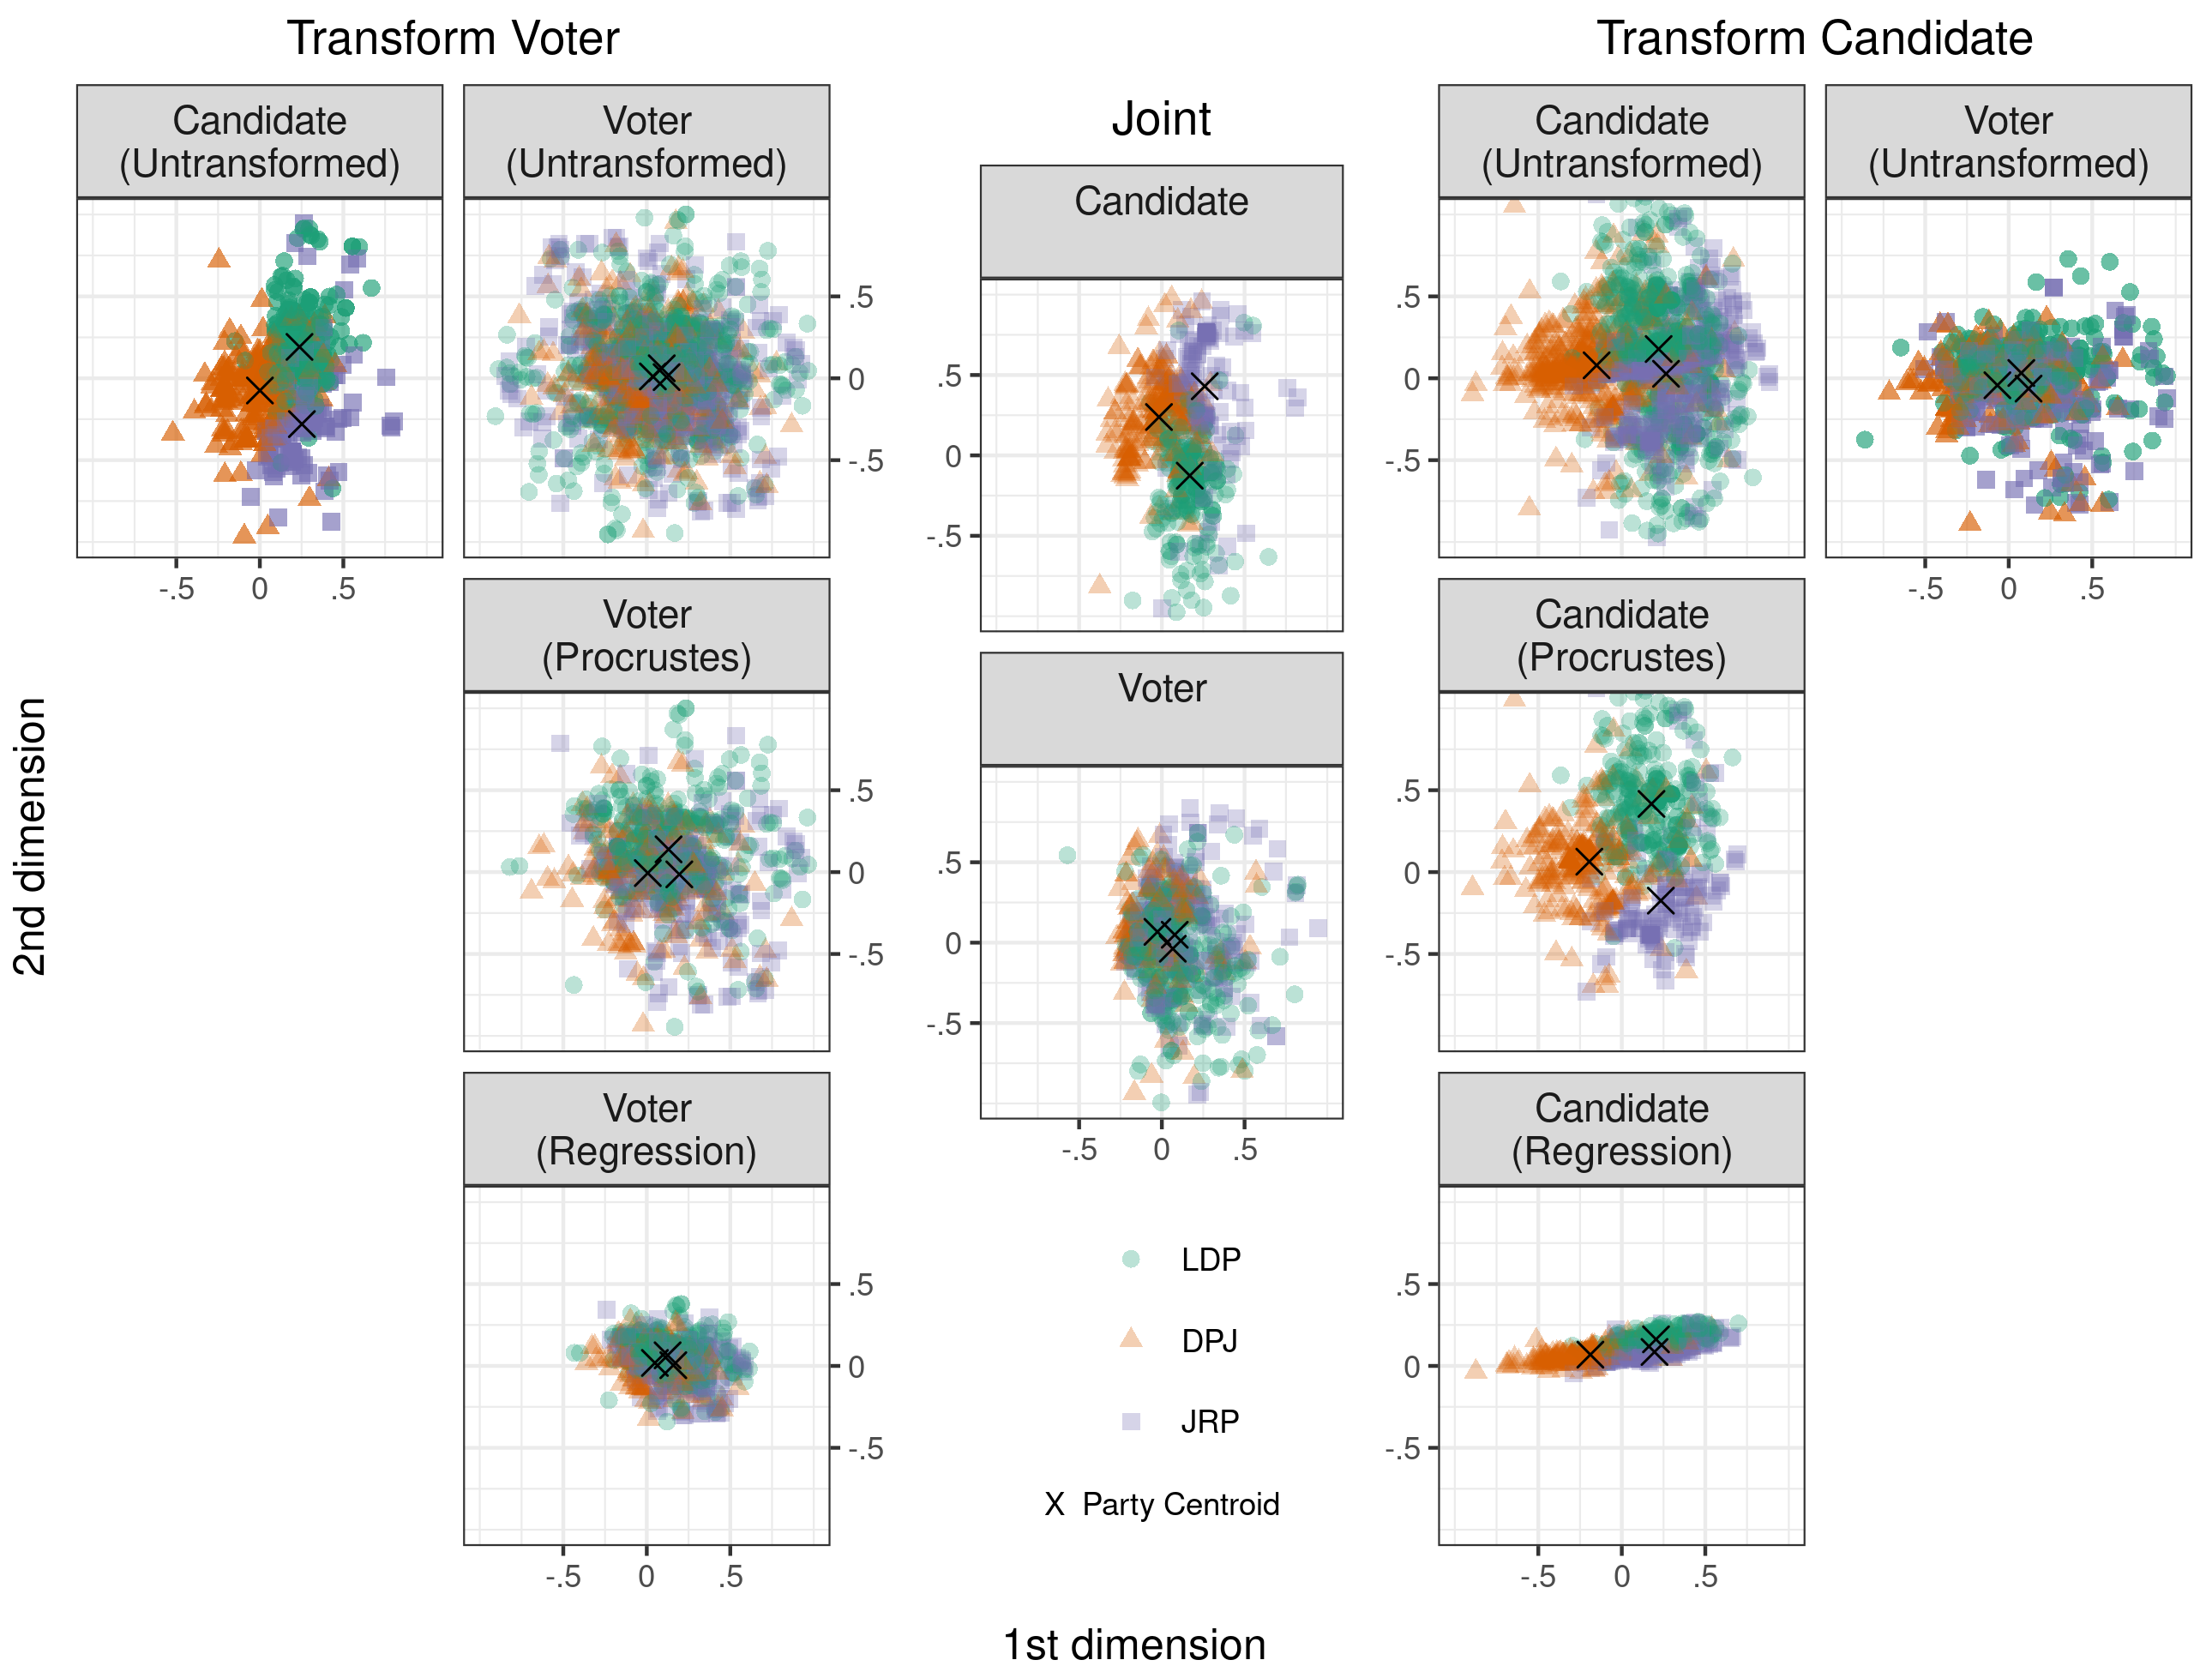 Transform Voter
Transform Candidate
Joint
Candidate
(Untransformed)
Voter
(Untransformed)
Candidate
Candidate
(Untransformed)
Voter
(Untransformed)
.5
0
-.5
-.5 0 .5
.5
0
-.5
.5
0
-.5
-.5 0 .5
Voter
(Procrustes)
.5
0
-.5
Voter
.5
0
-.5
-.5 0 .5
Candidate
(Procrustes)
.5
0
-.5
Voter
(Regression)
.5
0
-.5
-.5 0 .5
LDP
DPJ
JRP
X Party Centroid
Candidate
(Regression)
.5
0
-.5
-.5 0 .5
2nd dimension
1st dimension